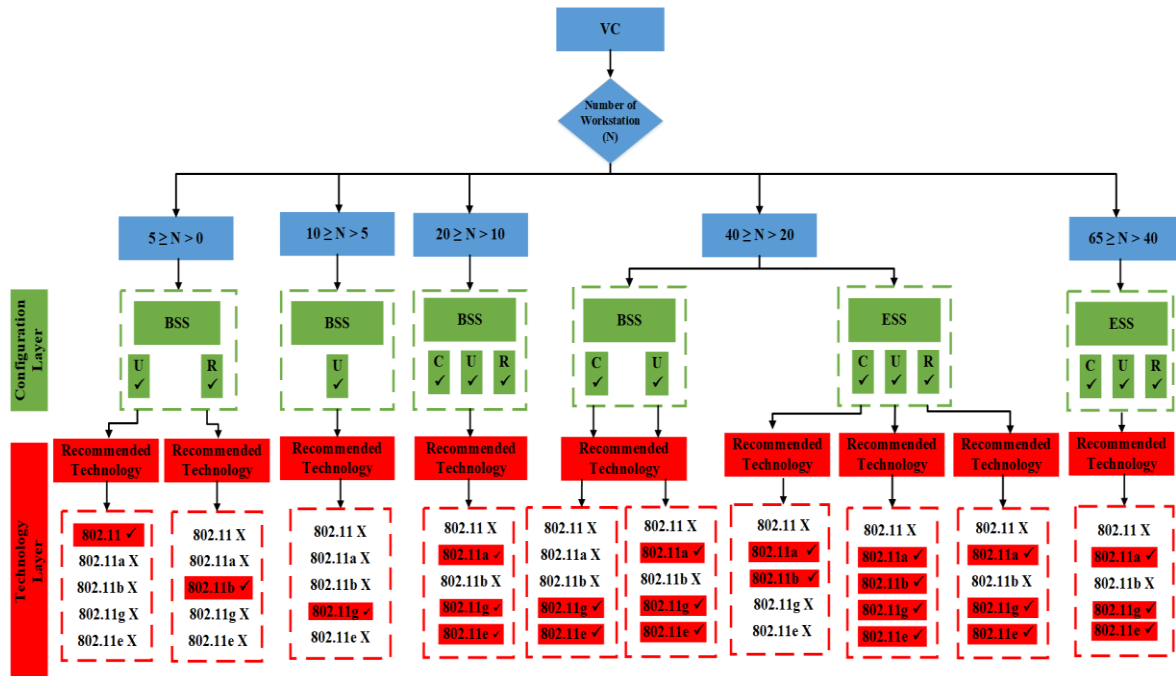 VC
Number of
Workstation
(N)
5 ≥ N > 0
10 ≥ N > 5
20 ≥ N > 10
40 ≥ N > 20
65 ≥ N > 40
Configuration
Layer
BSS
U ✓
R ✓
BSS
U ✓
BSS
C ✓
U ✓
R ✓
BSS
C ✓
U ✓
ESS
C ✓
U ✓
R ✓
ESS
C ✓
U ✓
R ✓
Technology
Layer
Recommended
Technology
Recommended
Technology
Recommended
Technology
Recommended
Technology
Recommended
Technology
Recommended
Technology
Recommended
Technology
Recommended
Technology
Recommended
Technology
802.11 ✓
802.11a X
802.11b X
802.11g X
802.11e X
802.11 X
802.11a X
802.11b ✓
802.11g X
802.11e X
802.11 X
802.11a X
802.11b X
802.11g ✓
802.11e X
802.11 X
802.11a ✓
802.11b X
802.11g ✓
802.11e ✓
802.11 X
802.11a X
802.11b X
802.11g ✓
802.11e ✓
802.11 X
802.11a ✓
802.11b X
802.11g ✓
802.11e ✓
802.11 X
802.11a ✓
802.11b ✓
802.11g X
802.11e X
802.11 X
802.11a ✓
802.11b ✓
802.11g ✓
802.11e ✓
802.11 X
802.11a ✓
802.11b X
802.11g ✓
802.11e ✓
802.11 X
802.11a ✓
802.11b X
802.11g ✓
802.11e ✓